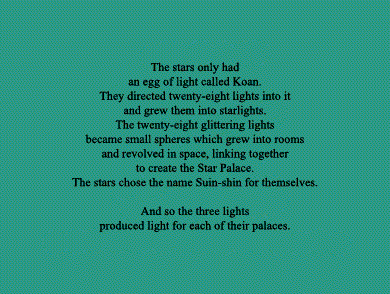 The stars only had
an egg of light called Koan.
They directed twenty-eight lights into it
and grew them into starlights.
The twenty-eight glittering lights
became small spheres which grew into rooms
and revolved in space, linking together
to create the Star Palace.
The stars chose the name Suin-shin for themselves.
And so the three lights
produced light for each of their palaces.